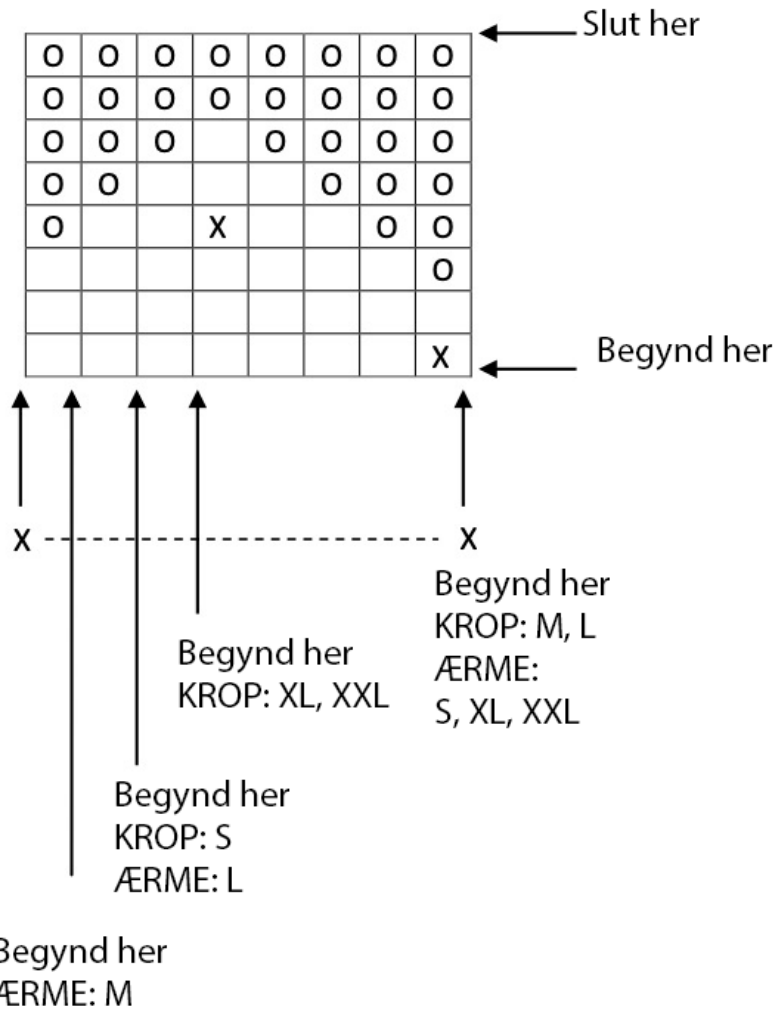 Slut her
O O O O O O O O
O O O O O O O O
O O O O O O O
O O O O O
O X O O
O
X
Begynd her
X ---------------------------- X
Begynd her
KROP: M, L
ÆRME:
S, XL, XXL
Begynd her
KROP: XL, XXL
Begynd her
KROP: S
ÆRME: L
Begynd her
ÆRME: M